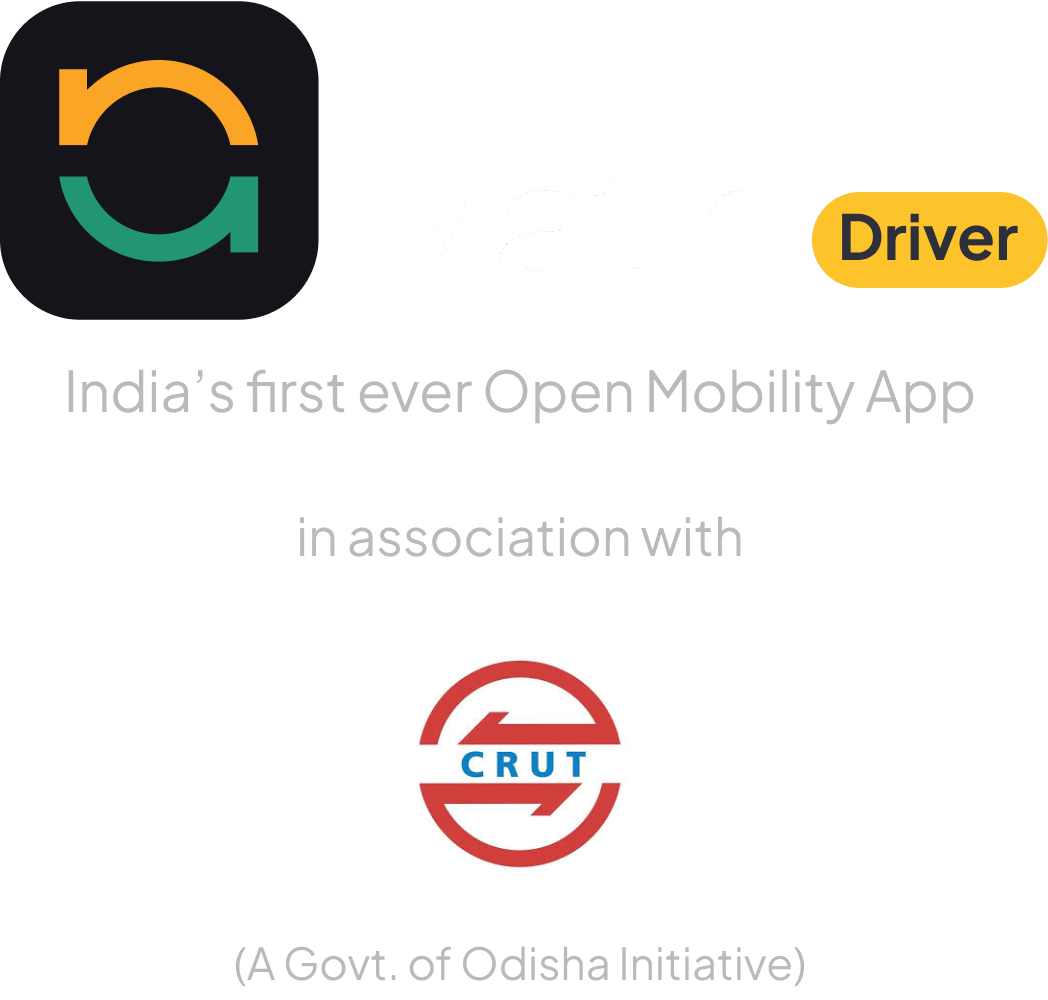 Driver
India's first ever Open Mobility App
in association with
CRUT
(A Govt. of Odisha Initiative)